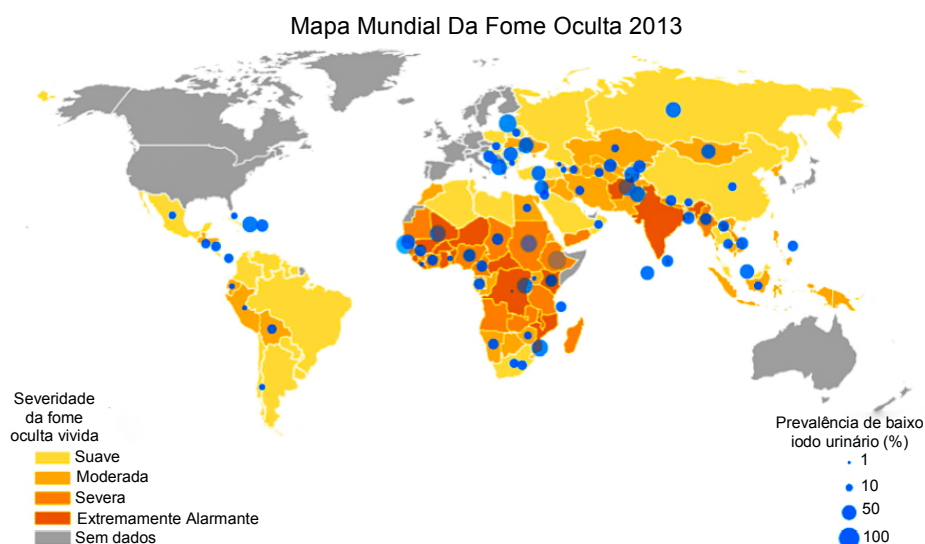 Mapa Mundial Da Fome Oculta 2013
Severidade
da fome
oculta vivida
Suave
Moderada
Severa
Extremamente Alarmante
Sem dados
Prevalência de baixo
iodo urinário (%)
1
10
50
100